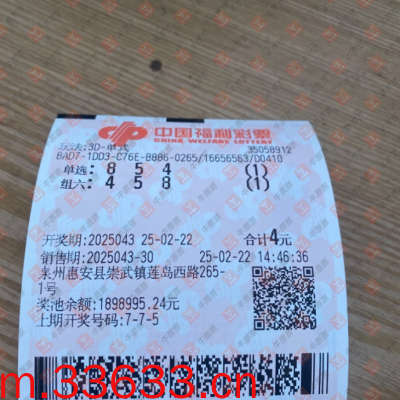 中国福利彩票
CHINA WELFARE LOTTERY
玩法:3D-单式 35058912
6AD7-1DD3-C76E-B886-0265/16656563/D0410
单选: 8 5 4 (1)
组六: 4 5 8 (1)
开奖期:2025043 25-02-22 合计4元
销售期:2025043-30 25-02-22 14:46:36
泉州惠安县崇武镇莲岛西路265-
1号
奖池余额:1898995.24元
上期开奖号码:7-7-5
m.33633.cn